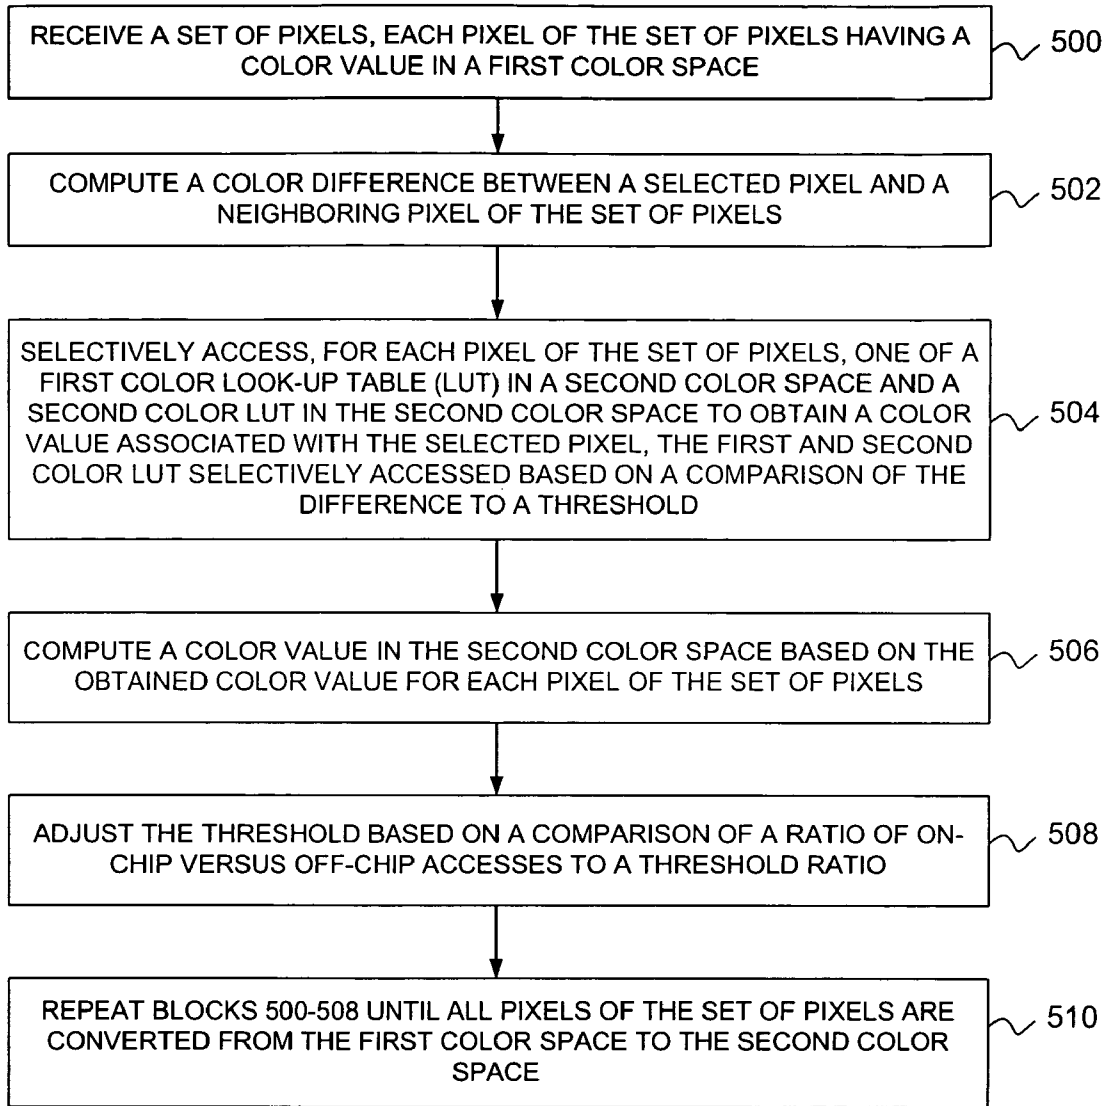 RECEIVE A SET OF PIXELS, EACH PIXEL OF THE SET OF PIXELS HAVING A
COLOR VALUE IN A FIRST COLOR SPACE
500
COMPUTE A COLOR DIFFERENCE BETWEEN A SELECTED PIXEL AND A
NEIGHBORING PIXEL OF THE SET OF PIXELS
502
SELECTIVELY ACCESS, FOR EACH PIXEL OF THE SET OF PIXELS, ONE OF A
FIRST COLOR LOOK-UP TABLE (LUT) IN A SECOND COLOR SPACE AND A
SECOND COLOR LUT IN THE SECOND COLOR SPACE TO OBTAIN A COLOR
VALUE ASSOCIATED WITH THE SELECTED PIXEL, THE FIRST AND SECOND
COLOR LUT SELECTIVELY ACCESSED BASED ON A COMPARISON OF THE
DIFFERENCE TO A THRESHOLD
504
COMPUTE A COLOR VALUE IN THE SECOND COLOR SPACE BASED ON THE
OBTAINED COLOR VALUE FOR EACH PIXEL OF THE SET OF PIXELS
506
ADJUST THE THRESHOLD BASED ON A COMPARISON OF A RATIO OF ON-
CHIP VERSUS OFF-CHIP ACCESSES TO A THRESHOLD RATIO
508
REPEAT BLOCKS 500-508 UNTIL ALL PIXELS OF THE SET OF PIXELS ARE
CONVERTED FROM THE FIRST COLOR SPACE TO THE SECOND COLOR
SPACE
510